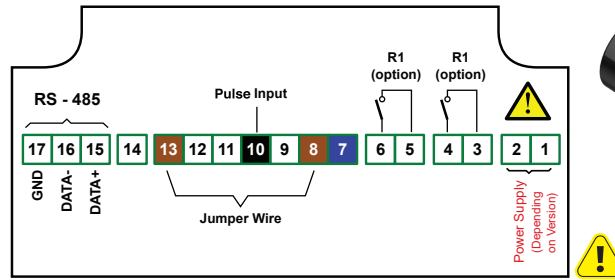 R1
(option)
R1
(option)
RS - 485
Pulse Input
!
17 16 15 14 13 12 11 10 9 8 7 6 5 4 3 2 1
GND
DATA-
DATA+
Jumper Wire
Power Supply
(Depending
on Version)
!